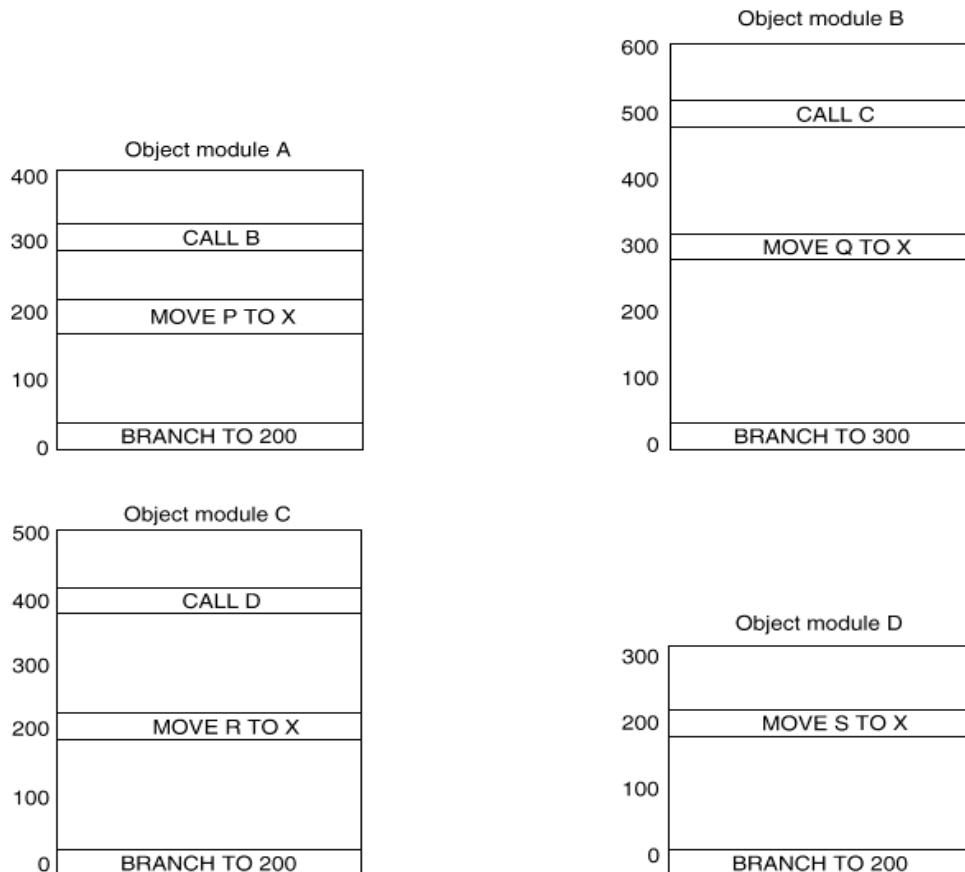 Object module A
400
300
CALL B
200
MOVE P TO X
100
0
BRANCH TO 200
Object module B
600
500
CALL C
400
300
MOVE Q TO X
200
100
0
BRANCH TO 300
Object module C
500
400
CALL D
300
200
MOVE R TO X
100
0
BRANCH TO 200
Object module D
300
200
MOVE S TO X
100
0
BRANCH TO 200